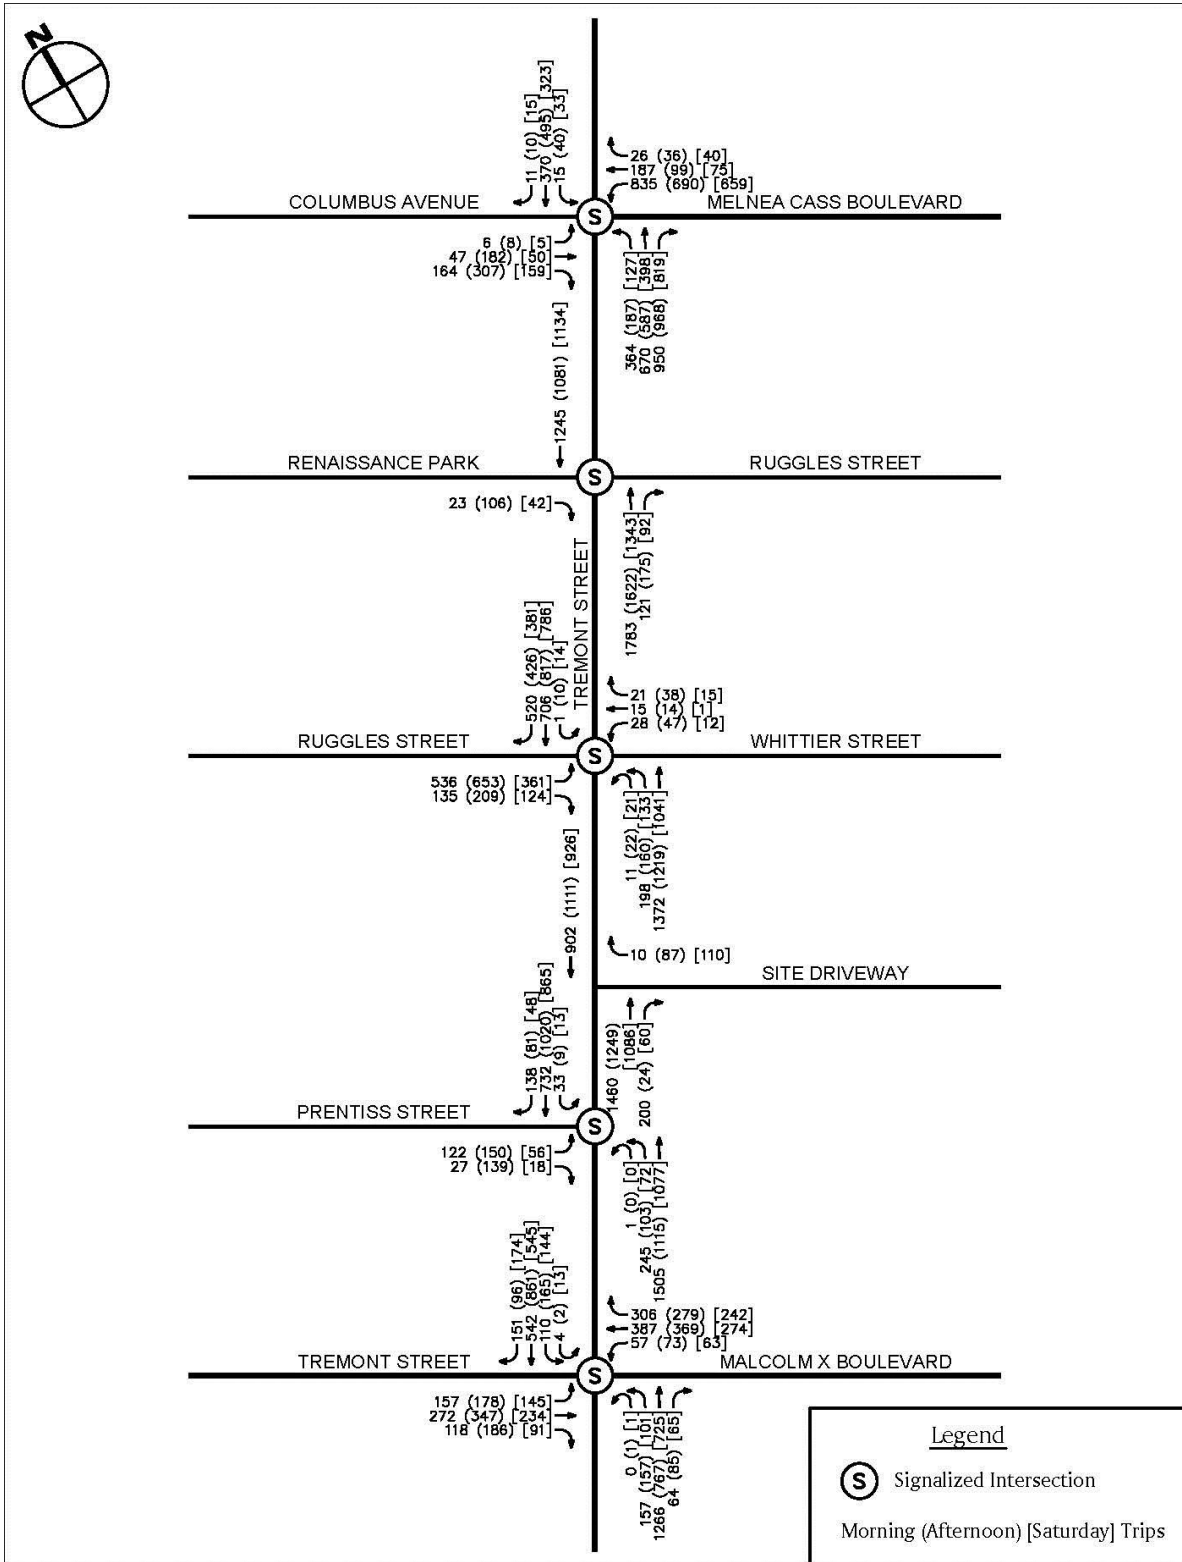 N
11 (10) [15]
370 (495) [323]
15 (40) [33]
26 (36) [40]
187 (99) [75]
835 (690) [659]
COLUMBUS AVENUE
S
MELNEA CASS BOULEVARD
6 (8) [5]
47 (182) [50]
164 (307) [159]
364 (187) [127]
670 (587) [398]
950 (968) [819]
1245 (1081) [1134]
RENAISSANCE PARK
S
RUGGLES STREET
23 (106) [42]
1783 (1622) [1343]
121 (175) [92]
TREMONT STREET
520 (426) [381]
706 (817) [786]
1 (10) [14]
21 (38) [15]
15 (14) [1]
28 (47) [12]
RUGGLES STREET
S
WHITTIER STREET
536 (653) [361]
135 (209) [124]
11 (22) [21]
198 (160) [133]
1372 (1219) [1041]
902 (1111) [926]
10 (87) [110]
SITE DRIVEWAY
1460 (1249)
[1086]
200 (24) [60]
138 (81) [48]
732 (1020) [865]
33 (9) [13]
PRENTISS STREET
S
122 (150) [56]
27 (139) [18]
1 (0) [0]
245 (103) [72]
1505 (1115) [1077]
151 (96) [174]
542 (861) [545]
110 (165) [144]
4 (2) [13]
306 (279) [242]
387 (369) [274]
57 (73) [63]
TREMONT STREET
S
MALCOLM X BOULEVARD
157 (178) [145]
272 (347) [234]
118 (186) [91]
0 (1) [1]
157 (157) [101]
1266 (767) [725]
64 (85) [65]
Legend
S Signalized Intersection
Morning (Afternoon) [Saturday] Trips